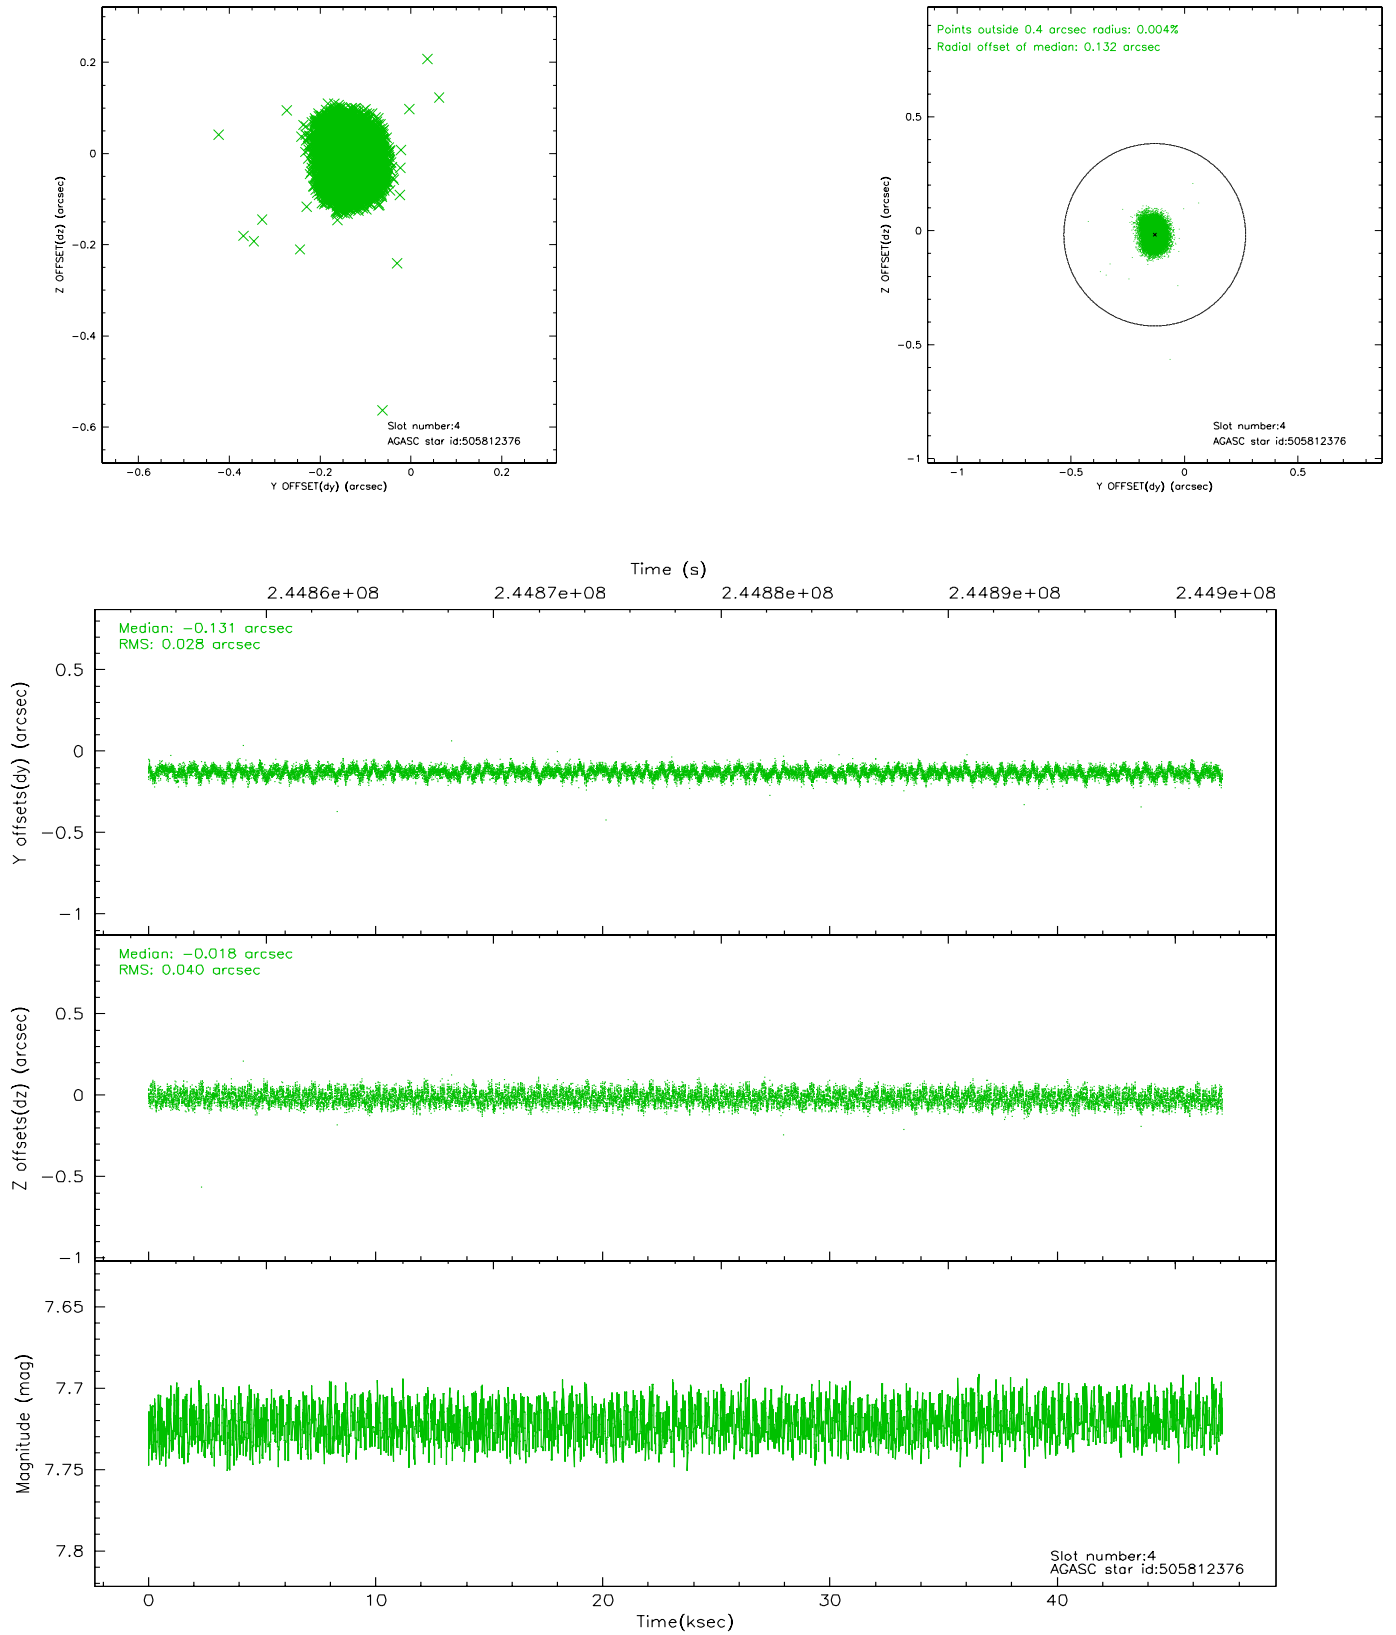 0.2
0
−0.2
−0.4
−0.6
Z OFFSET(dz) (arcsec)
Slot number:4
AGASC star id:505812376
−0.6 −0.4 −0.2 0 0.2
Y OFFSET(dy) (arcsec)
Points outside 0.4 arcsec radius: 0.004%
Radial offset of median: 0.132 arcsec
0.5
0
−0.5
−1
Z OFFSET(dz) (arcsec)
Slot number:4
AGASC star id:505812376
−1 −0.5 0 0.5
Y OFFSET(dy) (arcsec)
Time (s)
2.4486e+08 2.4487e+08 2.4488e+08 2.4489e+08 2.449e+08
Median: −0.131 arcsec
RMS: 0.028 arcsec
0.5
0
−0.5
−1
Y offsets(dy) (arcsec)
Median: −0.018 arcsec
RMS: 0.040 arcsec
0.5
0
−0.5
−1
Z offsets(dz) (arcsec)
7.65
7.7
7.75
7.8
Magnitude (mag)
Slot number:4
AGASC star id:505812376
0 10 20 30 40
Time(ksec)